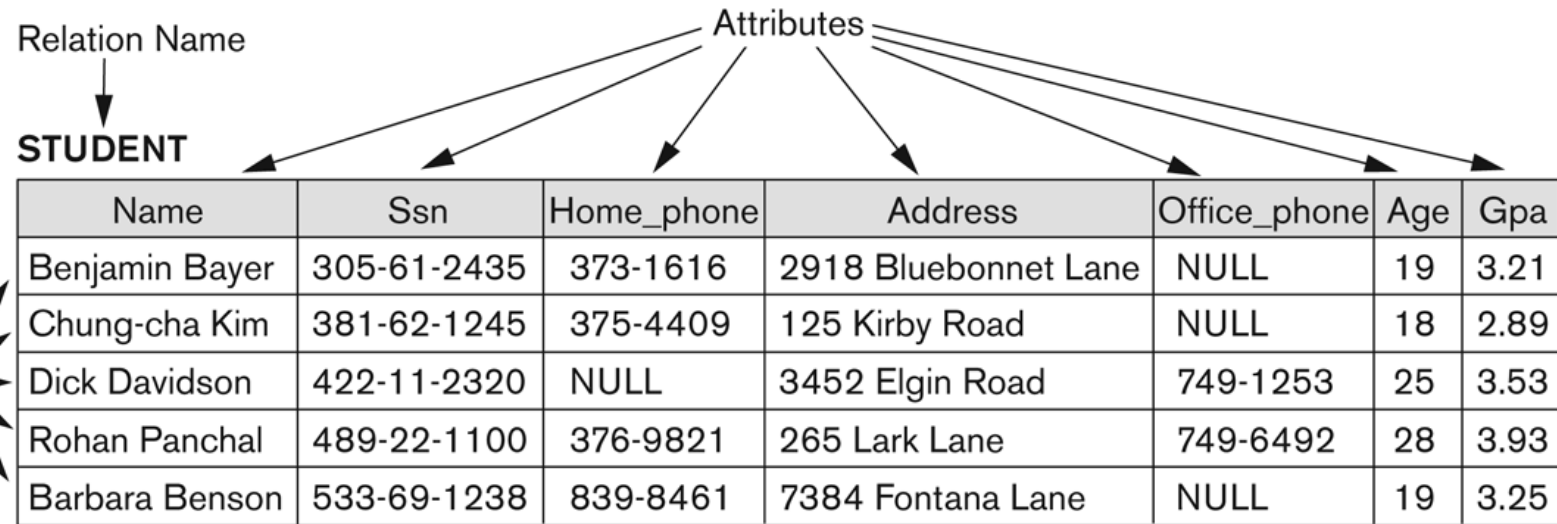 Attributes
Relation Name
STUDENT
Name Ssn Home_phone Address Office_phone Age Gpa
Benjamin Bayer 305-61-2435 373-1616 2918 Bluebonnet Lane NULL 19 3.21
Chung-cha Kim 381-62-1245 375-4409 125 Kirby Road NULL 18 2.89
Dick Davidson 422-11-2320 NULL 3452 Elgin Road 749-1253 25 3.53
Rohan Panchal 489-22-1100 376-9821 265 Lark Lane 749-6492 28 3.93
Barbara Benson 533-69-1238 839-8461 7384 Fontana Lane NULL 19 3.25